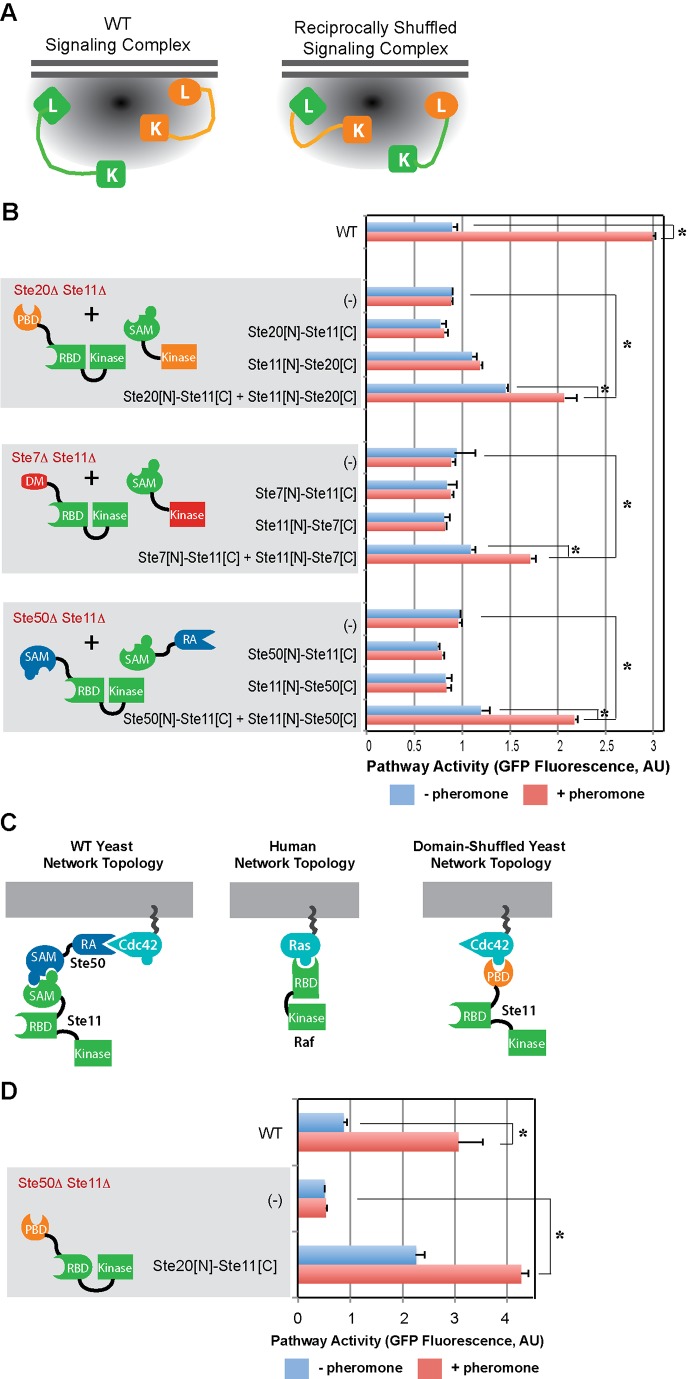 A
WT
Signaling Complex
Reciprocally Shuffled
Signaling Complex
L
L
K
K
L
L
K
K
B
WT
*
Ste20Δ Ste11Δ
PBD
+
SAM
RBD
Kinase
Kinase
(-)
Ste20[N]-Ste11[C]
Ste11[N]-Ste20[C]
Ste20[N]-Ste11[C] + Ste11[N]-Ste20[C]
*
*
Ste7Δ Ste11Δ
DM
+
SAM
RBD
Kinase
Kinase
(-)
Ste7[N]-Ste11[C]
Ste11[N]-Ste7[C]
Ste7[N]-Ste11[C] + Ste11[N]-Ste7[C]
*
*
Ste50Δ Ste11Δ
SAM
+
SAM
RA
RBD
Kinase
(-)
Ste50[N]-Ste11[C]
Ste11[N]-Ste50[C]
Ste50[N]-Ste11[C] + Ste11[N]-Ste50[C]
*
*
0 0.5 1 1.5 2 2.5 3
Pathway Activity (GFP Fluorescence, AU)
- pheromone + pheromone
C
WT Yeast
Network Topology
Human
Network Topology
Domain-Shuffled Yeast
Network Topology
SAM
RA
Cdc42
Ste50
SAM
RBD
Ste11
Kinase
Ras
RBD
Kinase
Raf
Cdc42
PBD
RBD
Ste11
Kinase
D
WT
*
Ste50Δ Ste11Δ
PBD
RBD
Kinase
(-)
Ste20[N]-Ste11[C]
*
0 1 2 3 4
Pathway Activity (GFP Fluorescence, AU)
- pheromone + pheromone